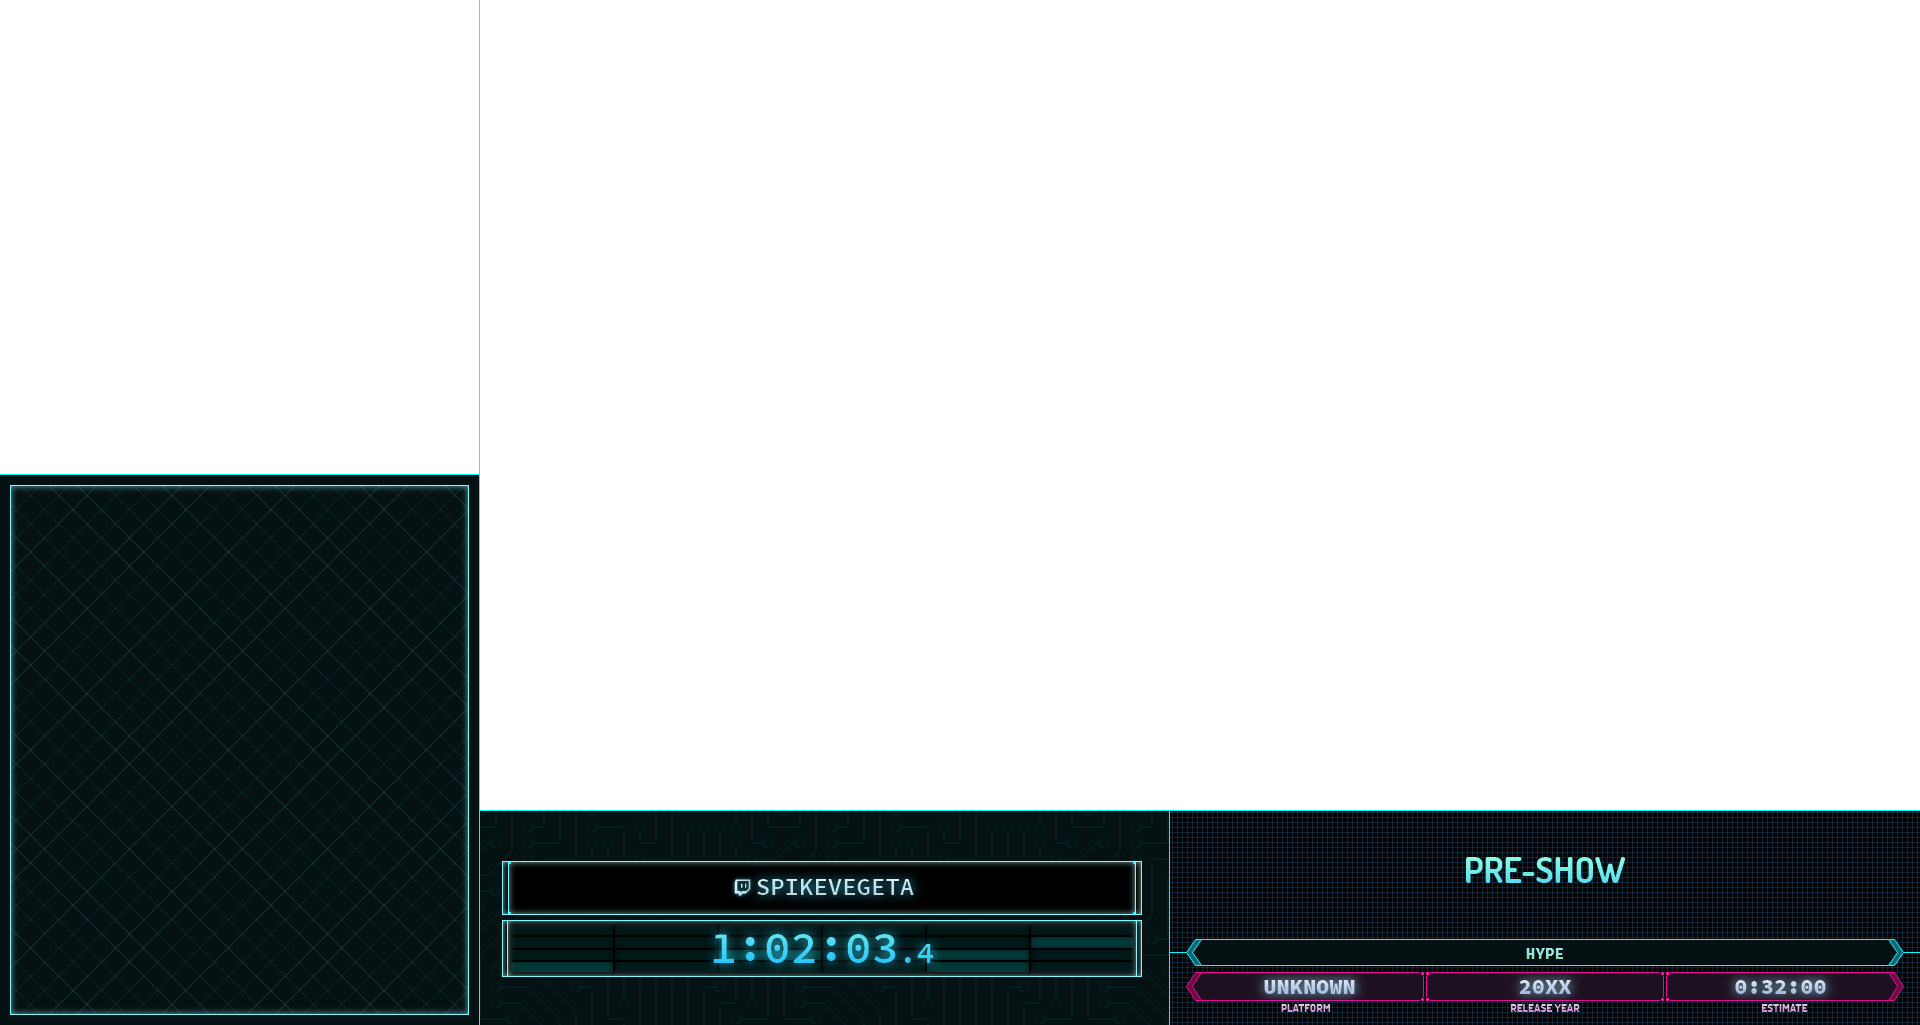 SPIKEVEGETA
1:02:03.4
PRE-SHOW
HYPE
UNKNOWN 20XX 0:32:00
PLATFORM RELEASE YEAR ESTIMATE